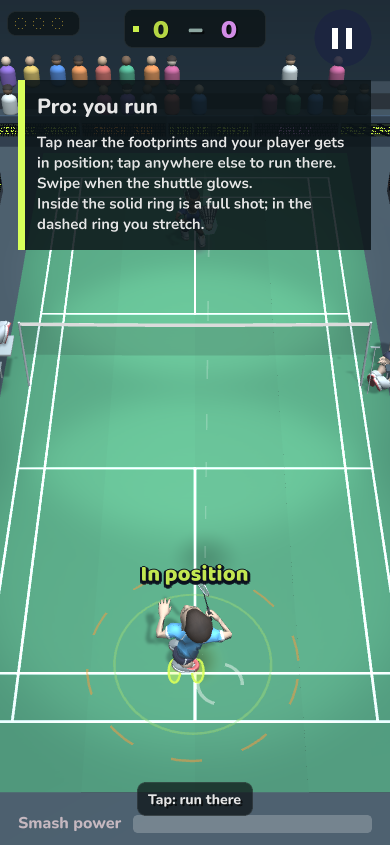 0 – 0
Pro: you run
Tap near the footprints and your player gets
in position; tap anywhere else to run there.
Swipe when the shuttle glows.
Inside the solid ring is a full shot; in the
dashed ring you stretch.
In position
Tap: run there
Smash power